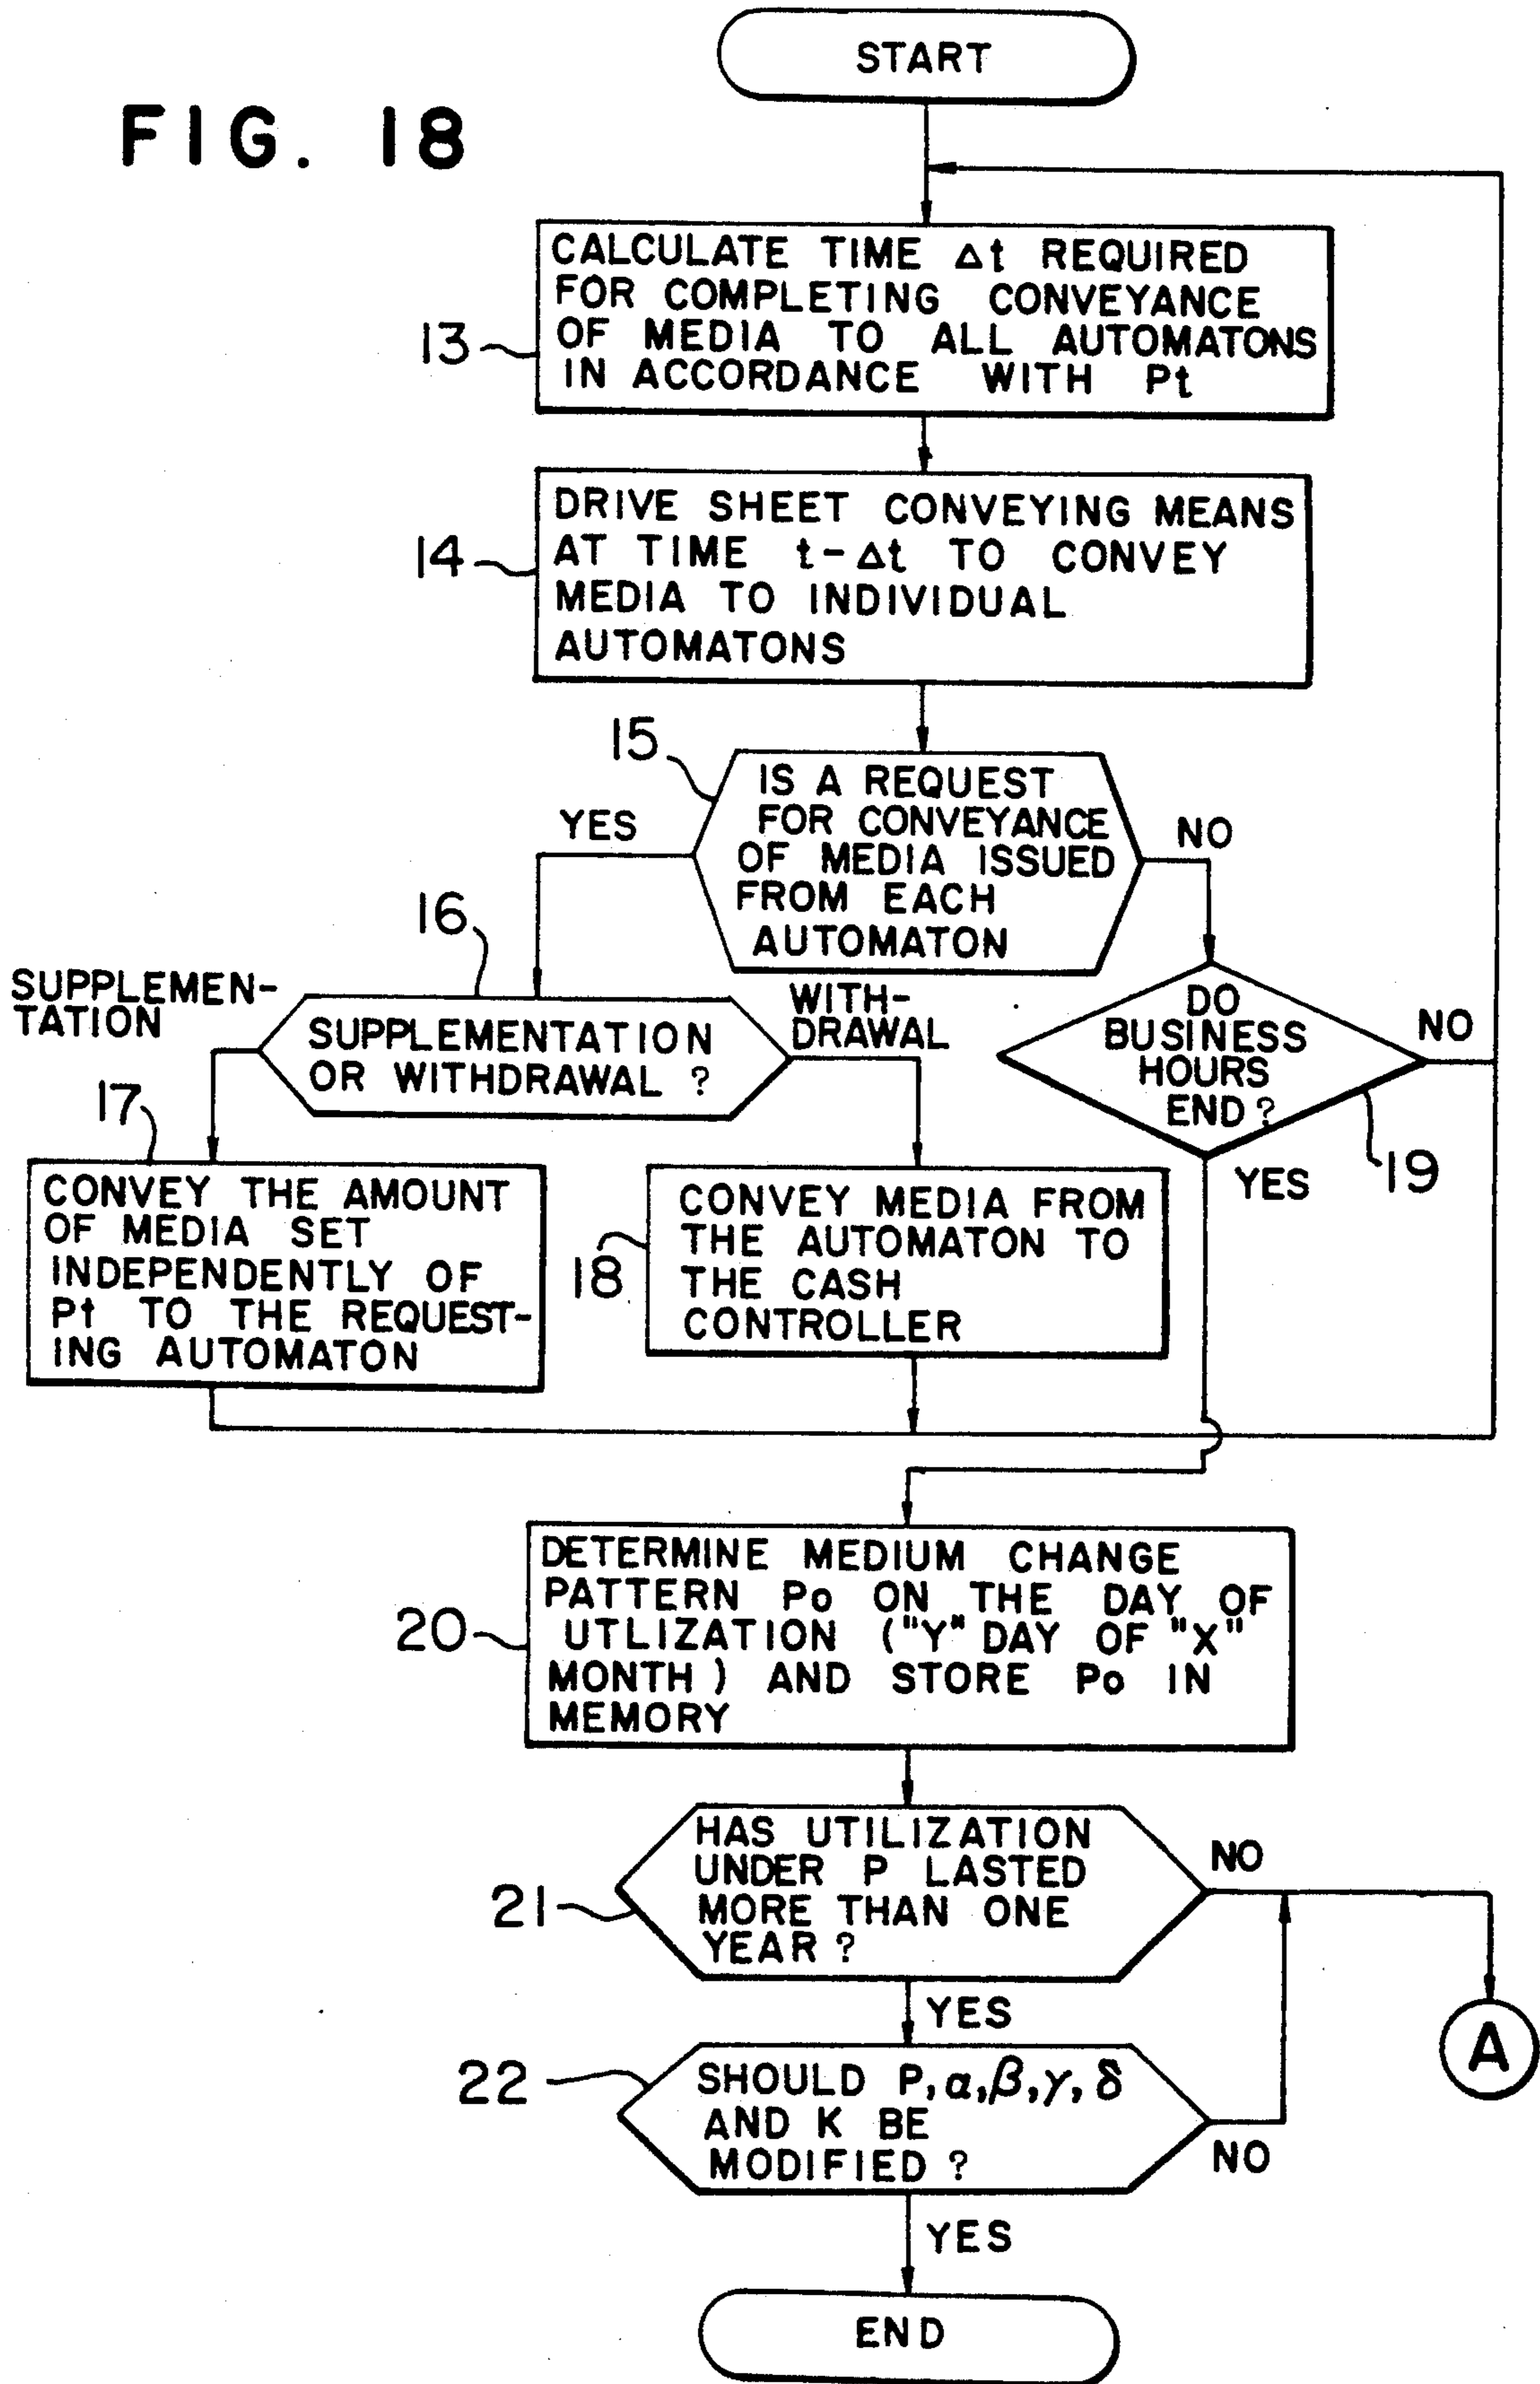 START
FIG. 18
CALCULATE TIME Δt REQUIRED
FOR COMPLETING CONVEYANCE
OF MEDIA TO ALL AUTOMATONS
IN ACCORDANCE WITH Pt
13
DRIVE SHEET CONVEYING MEANS
AT TIME t-Δt TO CONVEY
MEDIA TO INDIVIDUAL
AUTOMATONS
14
15
IS A REQUEST
FOR CONVEYANCE
OF MEDIA ISSUED
FROM EACH
AUTOMATON
YES
NO
16
SUPPLEMEN-
TATION
SUPPLEMENTATION
OR WITHDRAWAL ?
WITH-
DRAWAL
DO
BUSINESS
HOURS
END?
NO
19
YES
17
CONVEY THE AMOUNT
OF MEDIA SET
INDEPENDENTLY OF
Pt TO THE REQUEST-
ING AUTOMATON
18
CONVEY MEDIA FROM
THE AUTOMATON TO
THE CASH
CONTROLLER
20
DETERMINE MEDIUM CHANGE
PATTERN Po ON THE DAY OF
UTLIZATION ("Y" DAY OF "X"
MONTH ) AND STORE Po IN
MEMORY
21
HAS UTILIZATION
UNDER P LASTED
MORE THAN ONE
YEAR ?
NO
YES
A
22
SHOULD P, α, β, γ, δ
AND K BE
MODIFIED ?
NO
YES
END